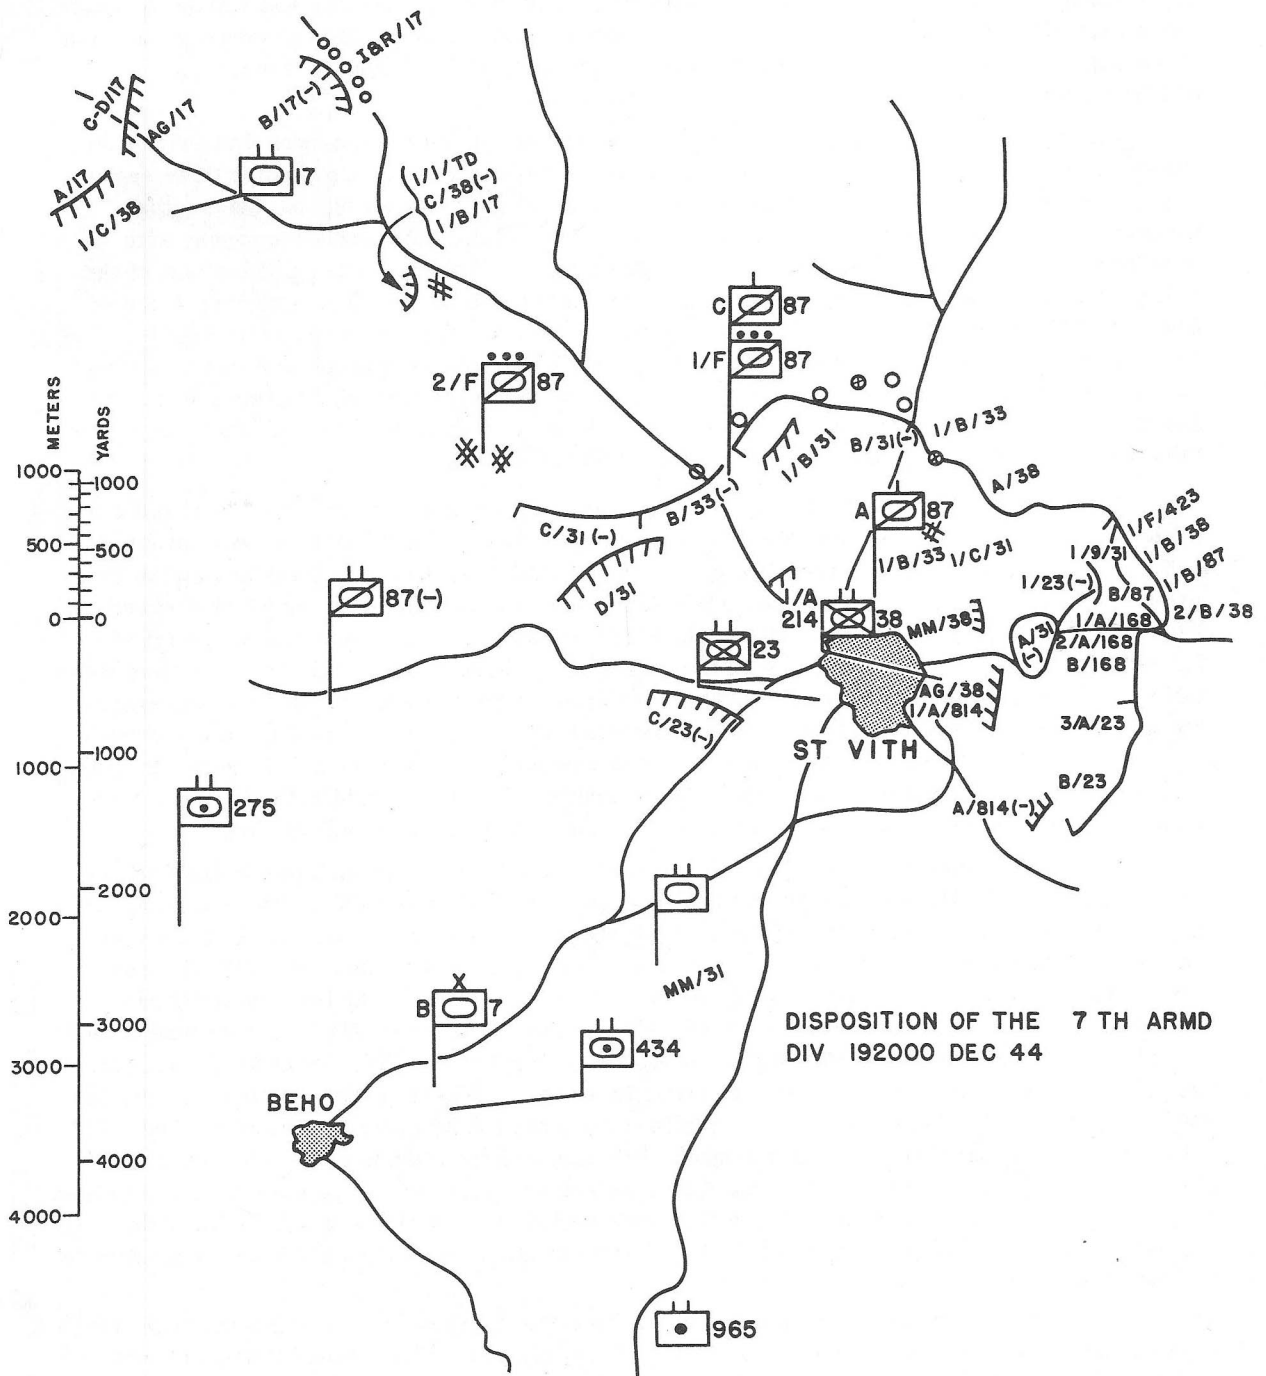 I&R/17
C-D/17
B/17(-)
AG/17
17
A/17
1/C/38
1/1/TD
C/38(-)
1/B/17
C 87
1/F 87
2/F 87
METERS
YARDS
1/B/31
B/31(-)
1/B/33
1000 1000
A/38
B/33(-)
A 87
C/31(-)
1/F/423
500 500
1/B/38
1/9/31
1/B/33 1/C/31
1/B/87
D/31
1/23(-)
87(-)
B/87
1/A
2/B/38
0 0
214 38
MM/38
1/A/168
A/31
(-)
2/A/168
23
B/168
AG/38
1/A/814
C/23(-)
3/A/23
ST VITH
1000
1000
B/23
275
A/814(-)
2000
2000
MM/31
B X 7
3000
DISPOSITION OF THE 7 TH ARMD
DIV 192000 DEC 44
434
3000
BEHO
4000
4000
965